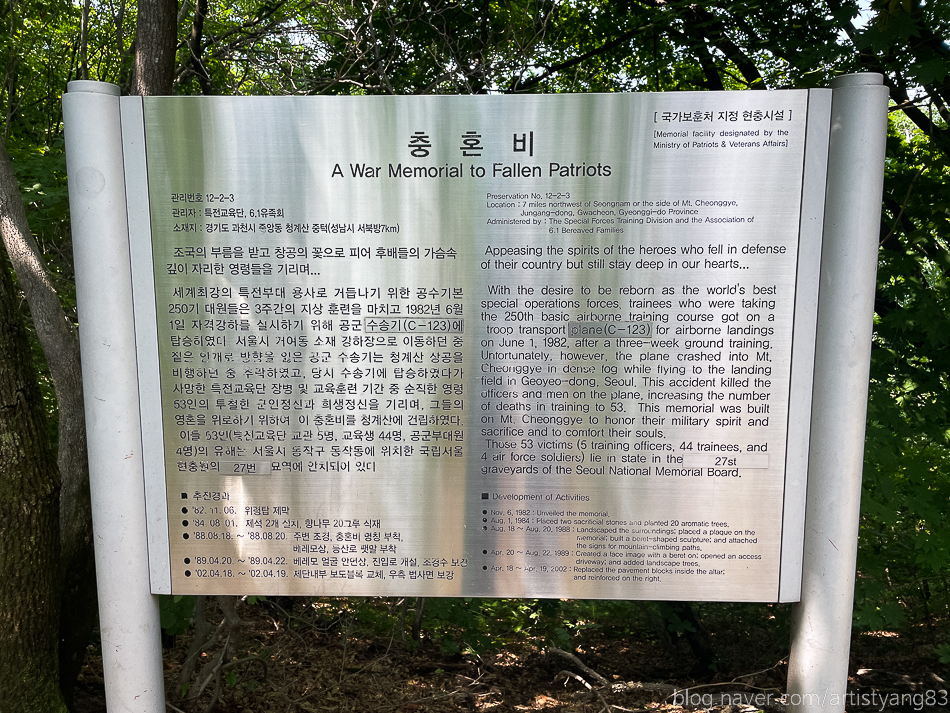 [ 국가보훈처 지정 현충시설 ]
[Memorial facility designated by the
Ministry of Patriots & Veterans Affairs]
충 혼 비
A War Memorial to Fallen Patriots
관리번호 12-2-3
관리자 : 특전교육단, 6.1유족회
소재지 : 경기도 과천시 중앙동 청계산 중턱(성남시 서북방7km)
조국의 부름을 받고 창공의 꽃으로 피어 후배들의 가슴속
깊이 자리한 영령들을 기리며...
세계최강의 특전부대 용사로 거듭나기 위한 공수기본
250기 대원들은 3주간의 지상 훈련을 마치고 1982년 6월
1일 자격강하를 실시하기 위해 공군 수송기(C-123)에
탑승하였다. 서울시 거여동 소재 강하장으로 이동하던 중
짙은 안개로 방향을 잃은 공군 수송기는 청계산 상공을
비행하던 중 추락하였고, 당시 수송기에 탑승하였다가
사망한 특전교육단 장병 및 교육훈련 기간 중 순직한 영령
53인의 투철한 군인정신과 희생정신을 기리며, 그들의
영혼을 위로하기 위하여 이 충혼비를 청계산에 건립하였다.
이들 53인(특전교육단 교관 5명, 교육생 44명, 공군부대원
4명)의 유해는 서울시 동작구 동작동에 위치한 국립서울
현충원의 27번 묘역에 안치되어 있다
■ 추진경과
● '82. 11. 06. 위령탑 제막
● '84. 08. 01. 제석 2개 설치, 향나무 20그루 식재
● '88.08.18. ~ '88.08.20. 주변 조경, 충혼비 명칭 부착,
베레모상, 등산로 팻말 부착
● '89.04.20. ~ '89.04.22. 베레모 얼굴 안면상, 진입로 개설, 조경수 보건
● '02.04.18. ~ '02.04.19. 제단내부 보도블록 교체, 우측 법사면 보강
Preservation No. 12-2-3
Location : 7 miles northwest of Seongnam or the side of Mt. Cheonggye,
Jungang-dong, Gwacheon, Gyeonggi-do Province
Administered by : The Special Forces Training Division and the Association of
6.1 Bereaved Families
Appeasing the spirits of the heroes who fell in defense
of their country but still stay deep in our hearts...
With the desire to be reborn as the world's best
special operations forces, trainees who were taking
the 250th basic airborne training course got on a
troop transport plane(C-123) for airborne landings
on June 1, 1982, after a three-week ground training.
Unfortunately, however, the plane crashed into Mt.
Cheonggye in dense fog while flying to the landing
field in Geoyeo-dong, Seoul. This accident killed the
officers and men on the plane, increasing the number
of deaths in training to 53. This memorial was built
on Mt. Cheonggye to honor their military spirit and
sacrifice and to comfort their souls.
Those 53 victims (5 training officers, 44 trainees, and
4 air force soldiers) lie in state in the 27st
graveyards of the Seoul National Memorial Board.
■ Development of Activities
● Nov. 6, 1982 : Unveiled the memorial.
● Aug. 1, 1984 : Placed two sacrificial stones and planted 20 aromatic trees.
● Aug. 18 ~ Aug. 20, 1988 : Landscaped the surroundings; placed a plaque on the
memorial; built a beret-shaped sculpture; and attached
the signs for mountain-climbing paths.
● Apr. 20 ~ Aug. 22, 1989 : Created a face image with a beret on; opened an access
driveway; and added landscape trees.
● Apr. 18 ~ Apr. 19, 2002 : Replaced the pavement blocks inside the altar;
and reinforced on the right.
blog.naver.com/artistyang83